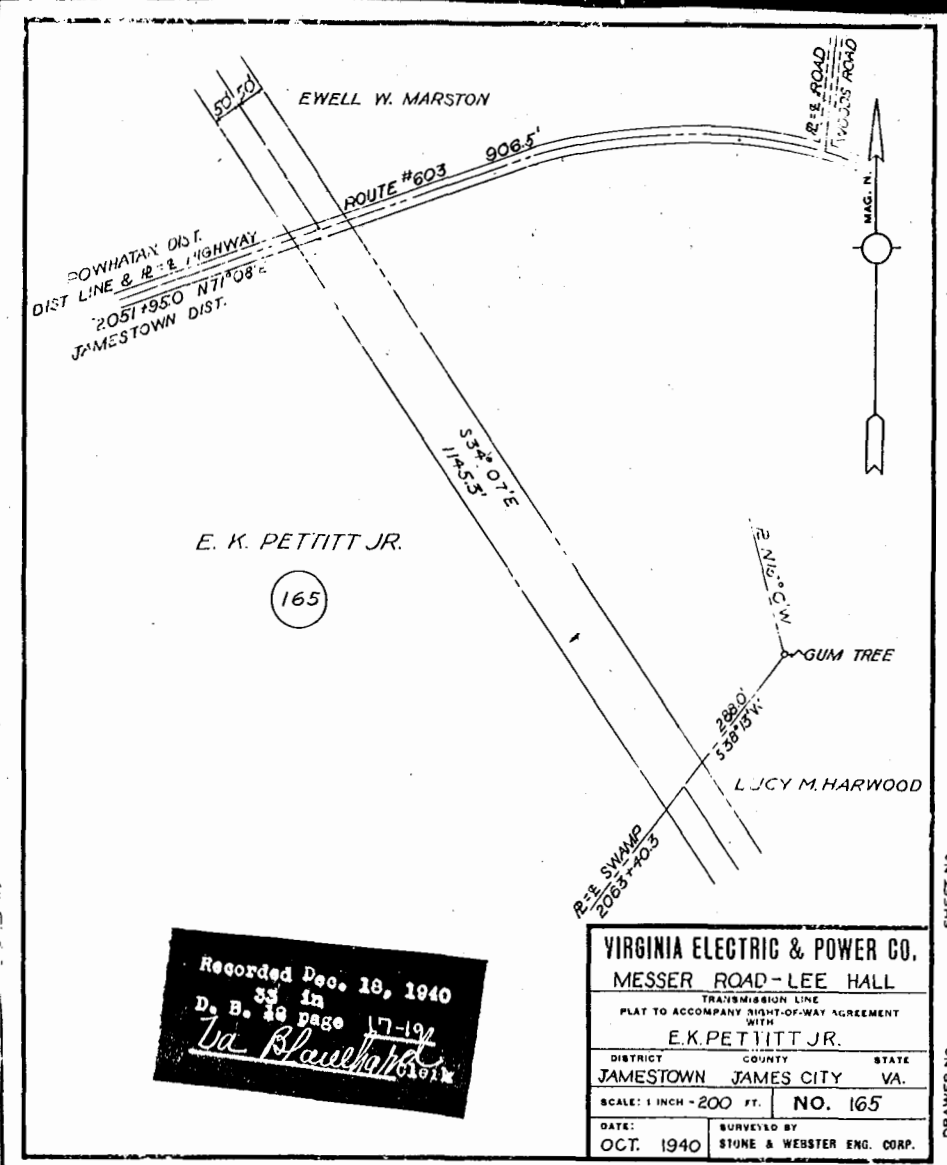 50' 50'
EWELL W. MARSTON
ROUTE #603 906.5'
ROAD
WOODS ROAD
MAG. N.
POWHATAN DIST.
DIST LINE & ℄ HIGHWAY
2051+95.0 N71°08'E
JAMESTOWN DIST.
S34°07'E
1145.3'
E. K. PETTITT JR.
165
GUM TREE
288.0'
S38°13'W
LUCY M. HARWOOD
SWAMP
2063+40.3
Recorded Dec. 18, 1940
33 in
D. B. page 17-19
Clerk
VIRGINIA ELECTRIC & POWER CO.
MESSER ROAD - LEE HALL
TRANSMISSION LINE
PLAT TO ACCOMPANY RIGHT-OF-WAY AGREEMENT
WITH
E.K. PETTITT JR.
DISTRICT COUNTY STATE
JAMESTOWN JAMES CITY VA.
SCALE: 1 INCH = 200 FT. NO. 165
DATE: SURVEYED BY
OCT. 1940 STONE & WEBSTER ENG. CORP.